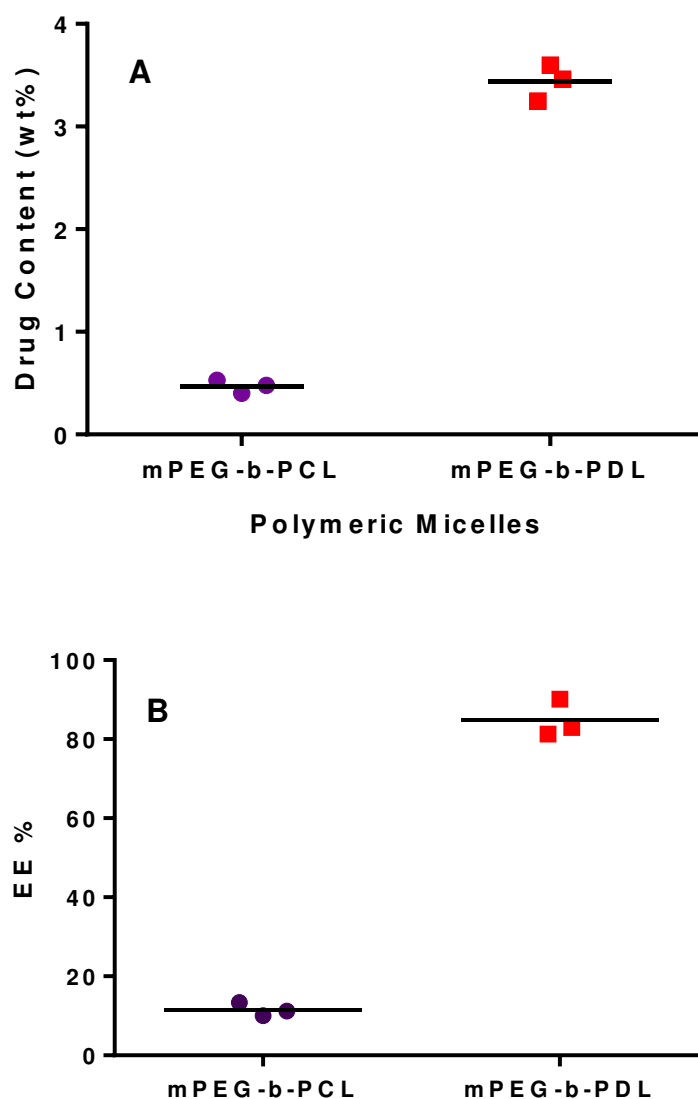 A
4
3
2
1
0
Drug Content (wt%)
mPEG-b-PCL mPEG-b-PDL
Polymeric Micelles
B
100
80
60
40
20
0
EE %
mPEG-b-PCL mPEG-b-PDL